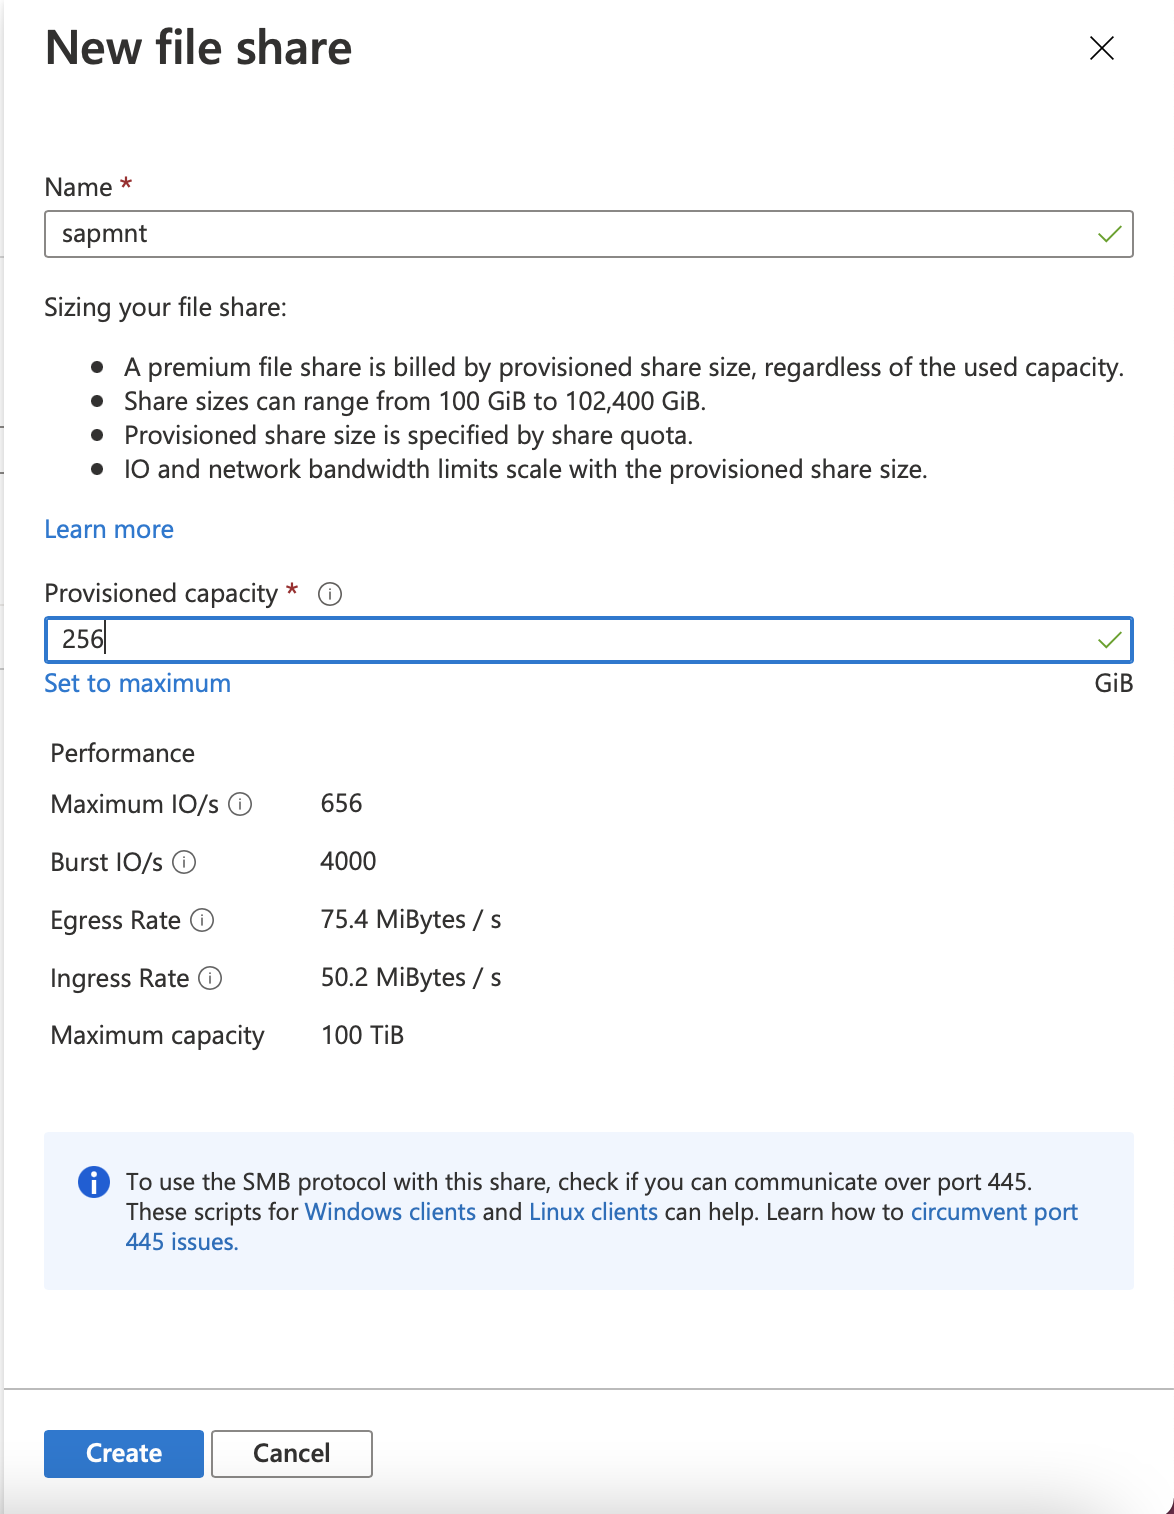 New file share
Name *
sapmnt
Sizing your file share:
● A premium file share is billed by provisioned share size, regardless of the used capacity.
● Share sizes can range from 100 GiB to 102,400 GiB.
● Provisioned share size is specified by share quota.
● IO and network bandwidth limits scale with the provisioned share size.
Learn more
Provisioned capacity *
256
Set to maximum GiB
Performance
Maximum IO/s 656
Burst IO/s 4000
Egress Rate 75.4 MiBytes / s
Ingress Rate 50.2 MiBytes / s
Maximum capacity 100 TiB
To use the SMB protocol with this share, check if you can communicate over port 445.
These scripts for Windows clients and Linux clients can help. Learn how to circumvent port
445 issues.
Create Cancel